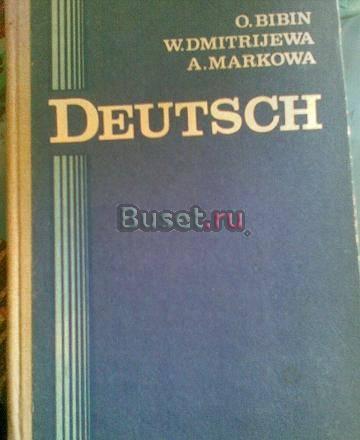 O. BIBIN
W. DMITRIJEWA
A. MARKOWA
DEUTSCH
Buset.ru